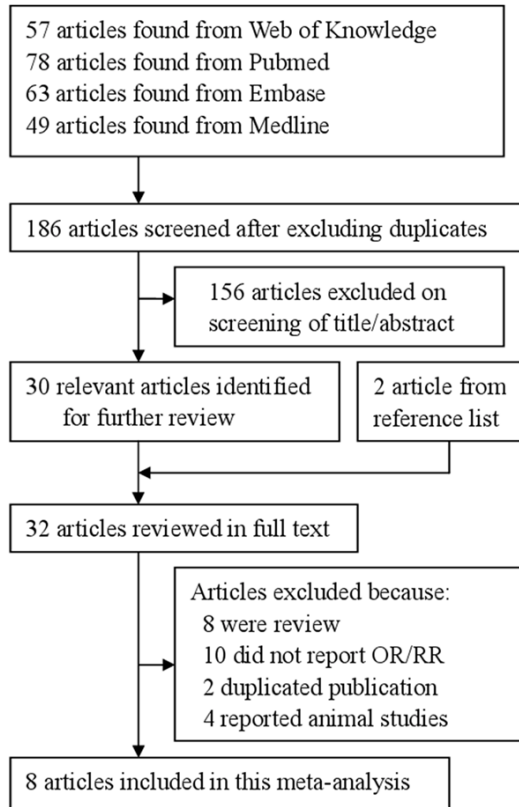 57 articles found from Web of Knowledge
78 articles found from Pubmed
63 articles found from Embase
49 articles found from Medline
186 articles screened after excluding duplicates
156 articles excluded on
screening of title/abstract
30 relevant articles identified
for further review
2 article from
reference list
32 articles reviewed in full text
Articles excluded because:
8 were review
10 did not report OR/RR
2 duplicated publication
4 reported animal studies
8 articles included in this meta-analysis